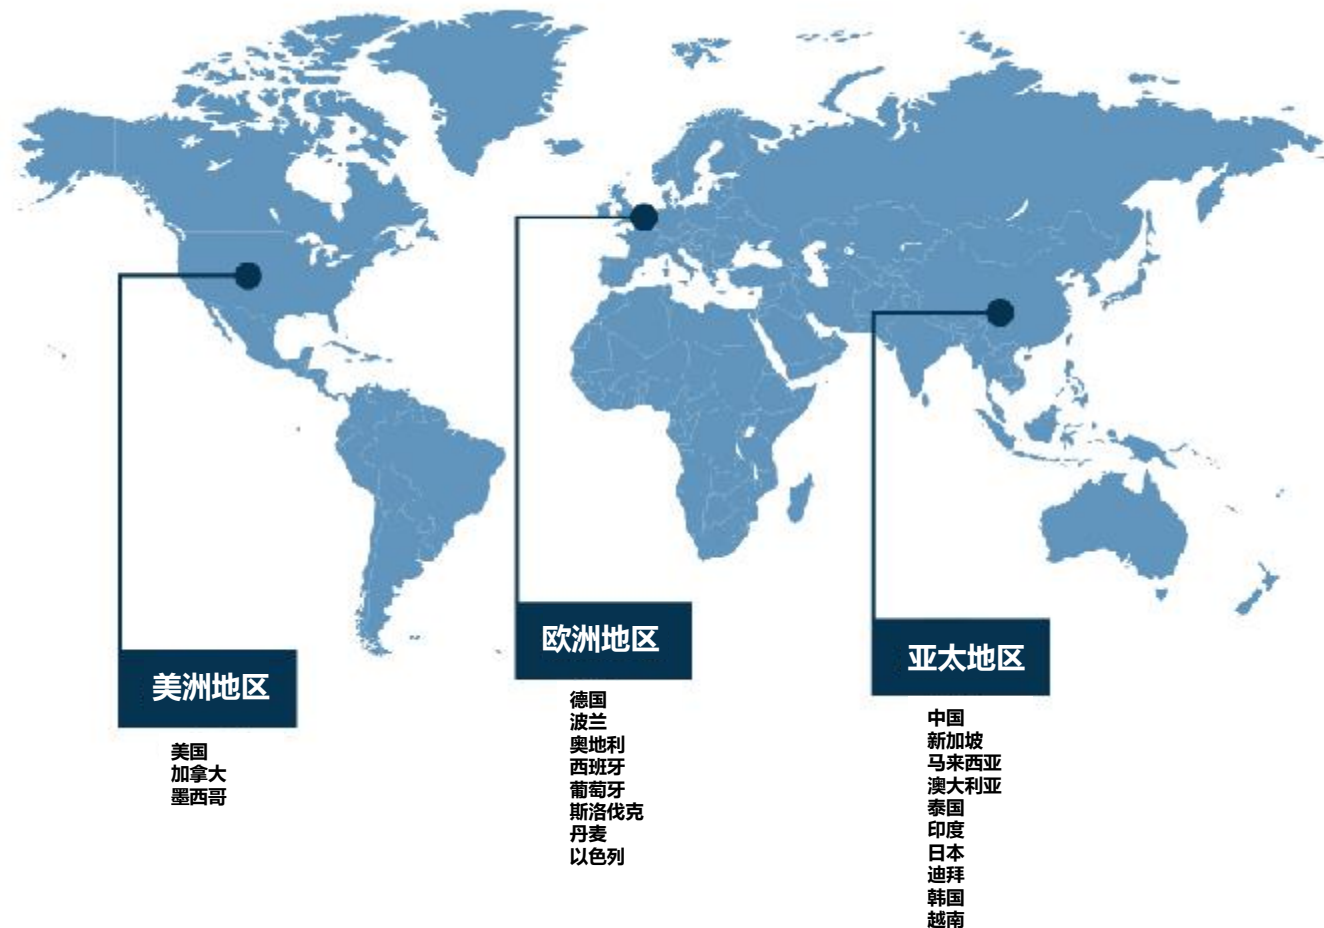 美洲地区
美国
加拿大
墨西哥
欧洲地区
德国
波兰
奥地利
西班牙
葡萄牙
斯洛伐克
丹麦
以色列
亚太地区
中国
新加坡
马来西亚
澳大利亚
泰国
印度
日本
迪拜
韩国
越南